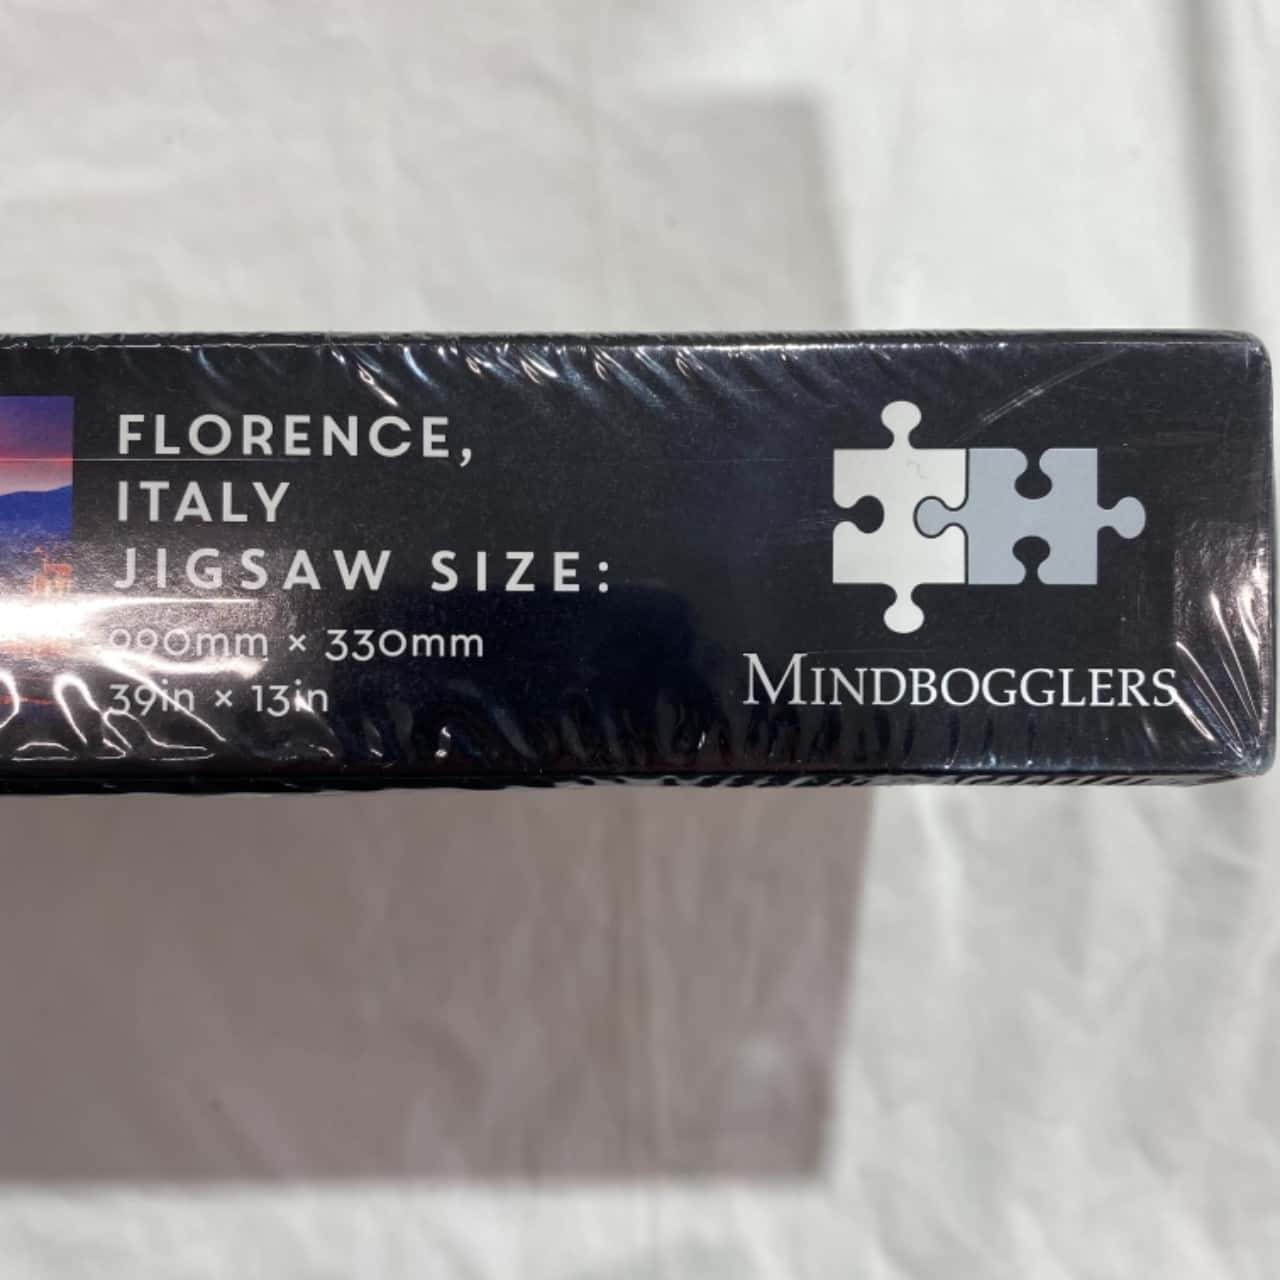 FLORENCE,
ITALY
JIGSAW SIZE:
990mm × 330mm
39in × 13in
MINDBOGGLERS